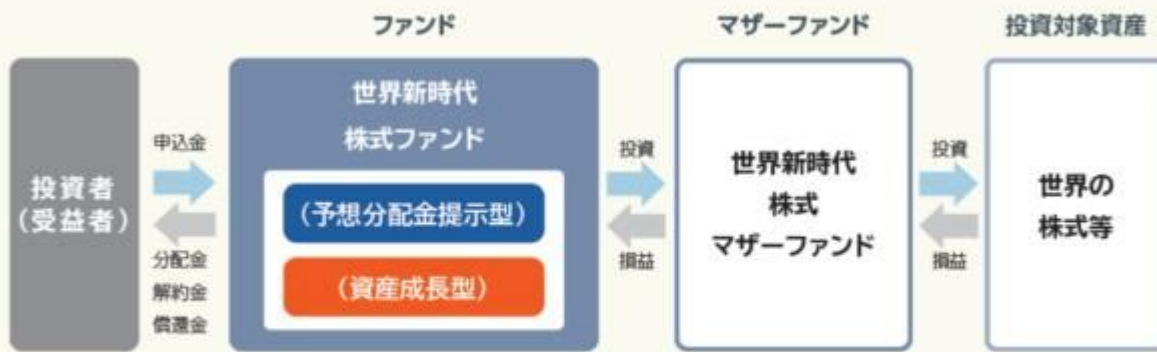 ファンド
マザーファンド
投資対象資産
投資者
(受益者)
申込金
分配金
解約金
償還金
世界新時代
株式ファンド
(予想分配金提示型)
(資産成長型)
投資
損益
世界新時代
株式
マザーファンド
投資
損益
世界の
株式等